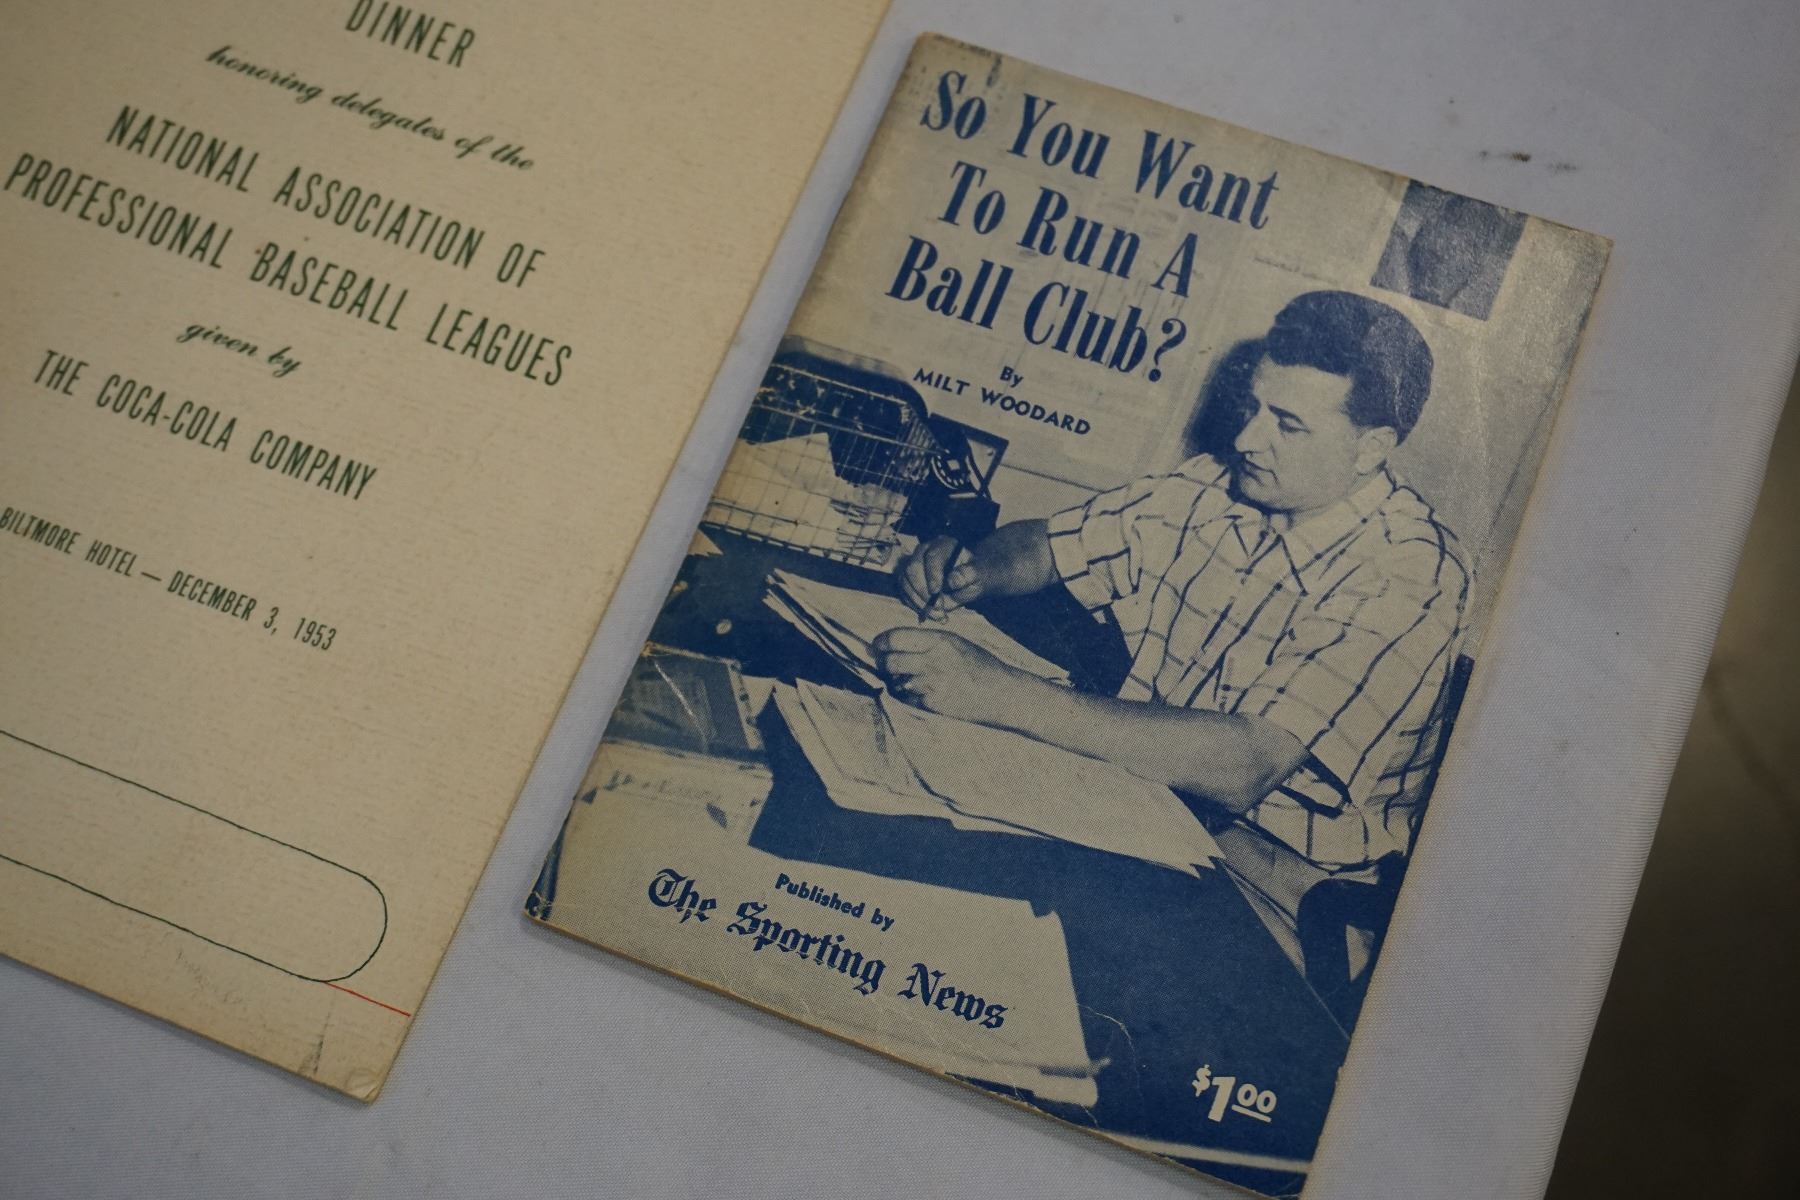 DINNER
honoring delegates of the
NATIONAL ASSOCIATION OF
PROFESSIONAL BASEBALL LEAGUES
given by
THE COCA-COLA COMPANY
BILTMORE HOTEL — DECEMBER 3, 1953
So You Want
To Run A
Ball Club?
By
MILT WOODARD
Published by
The Sporting News
$1.00